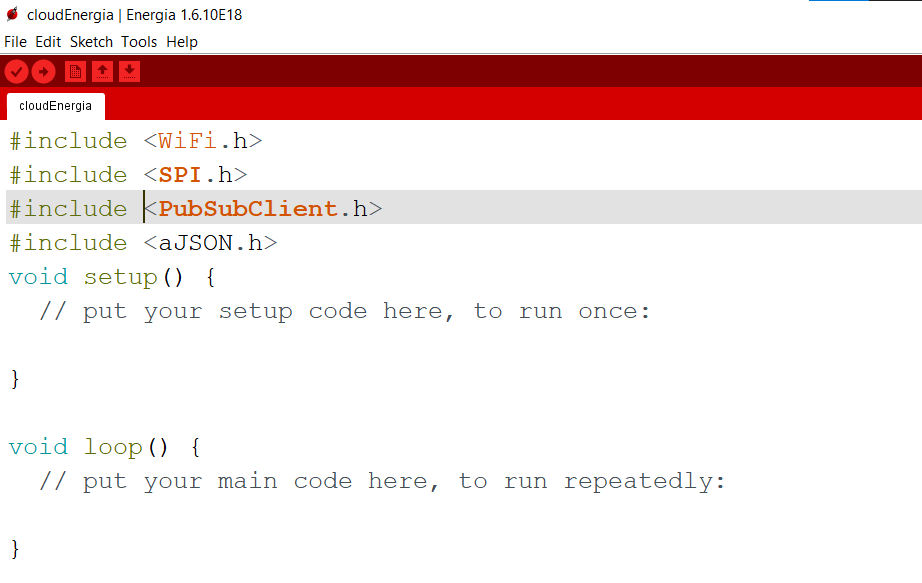 cloudEnergia | Energia 1.6.10E18
File Edit Sketch Tools Help
cloudEnergia
#include <WiFi.h>
#include <SPI.h>
#include <PubSubClient.h>
#include <aJSON.h>
void setup() {
  // put your setup code here, to run once:
}
void loop() {
  // put your main code here, to run repeatedly:
}